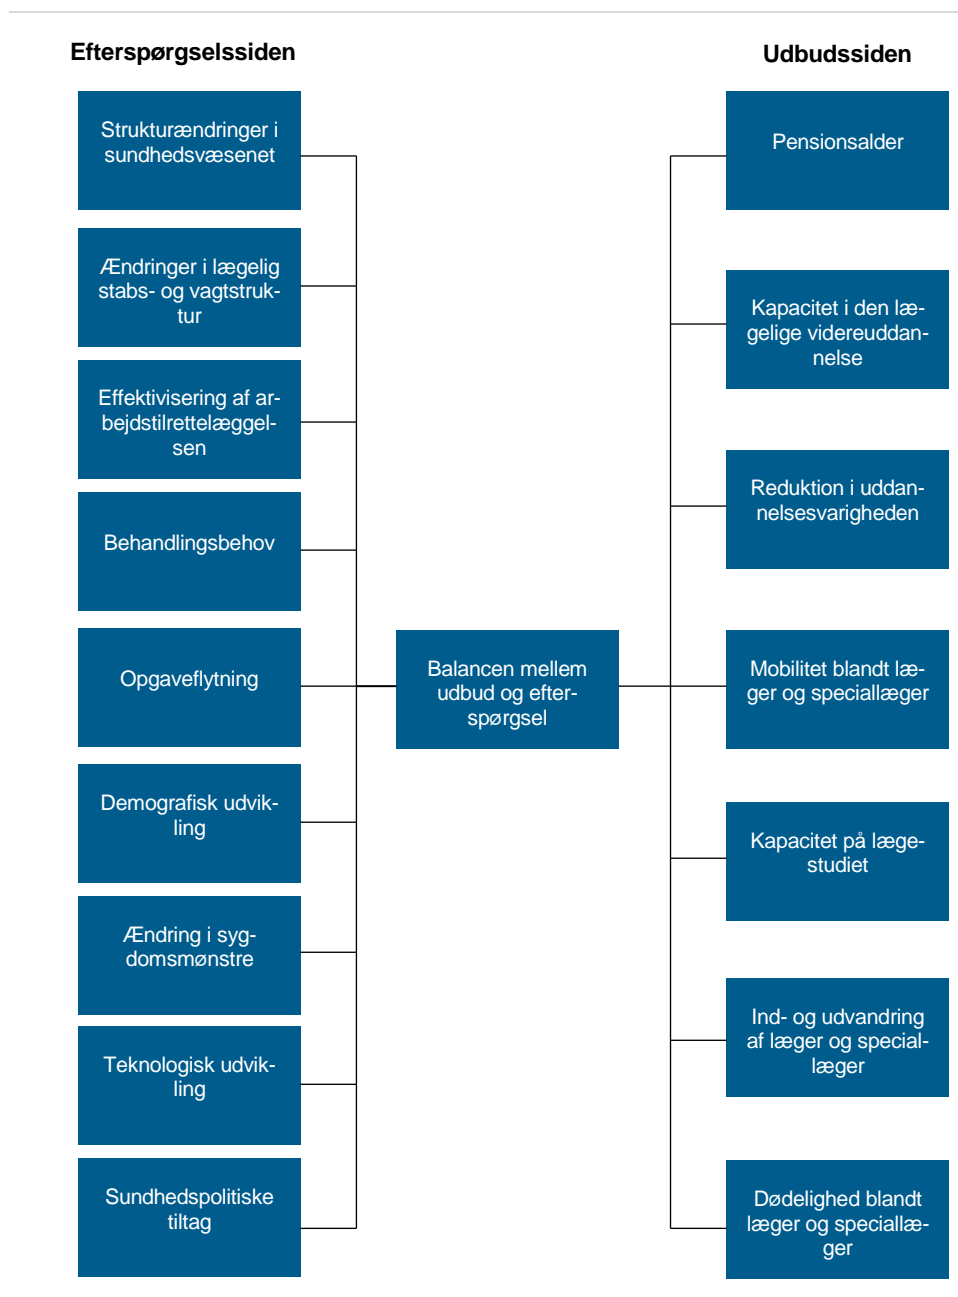 Efterspørgselssiden
Strukturændringer i
sundhedsvæsenet
Ændringer i lægelig
stabs- og vagtstruk-
tur
Effektivisering af ar-
bejdstilrettelæggel-
sen
Behandlingsbehov
Opgaveflytning
Demografisk udvik-
ling
Ændring i syg-
domsmønstre
Teknologisk udvik-
ling
Sundhedspolitiske
tiltag
Balancen mellem
udbud og efter-
spørgsel
Udbudssiden
Pensionsalder
Kapacitet i den læ-
gelige videreuddan-
nelse
Reduktion i uddan-
nelsesvarigheden
Mobilitet blandt læ-
ger og speciallæger
Kapacitet på læge-
studiet
Ind- og udvandring
af læger og special-
læger
Dødelighed blandt
læger og speciallæ-
ger